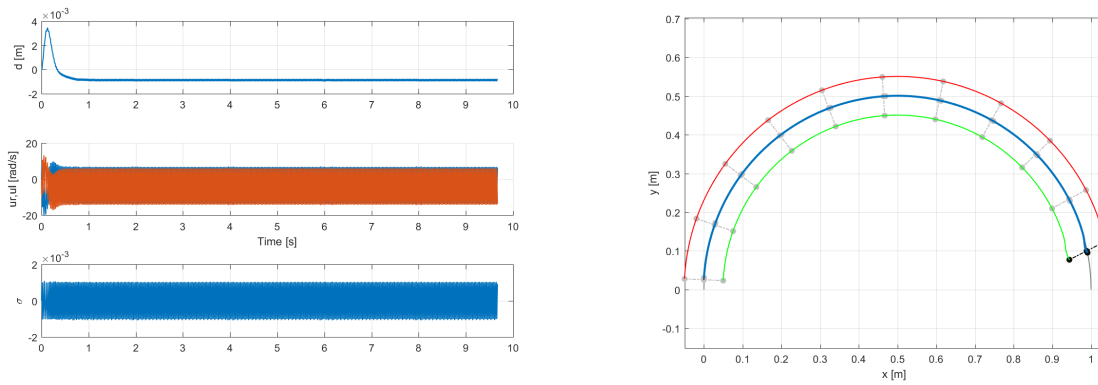 ×10⁻³
4
2
0
-2
d [m]
0 1 2 3 4 5 6 7 8 9 10
20
0
-20
ur,ul [rad/s]
0 1 2 3 4 5 6 7 8 9 10
Time [s]
×10⁻³
2
0
-2
σ
0 1 2 3 4 5 6 7 8 9 10
0.7
0.6
0.5
0.4
0.3
0.2
0.1
0
-0.1
y [m]
0 0.1 0.2 0.3 0.4 0.5 0.6 0.7 0.8 0.9 1
x [m]